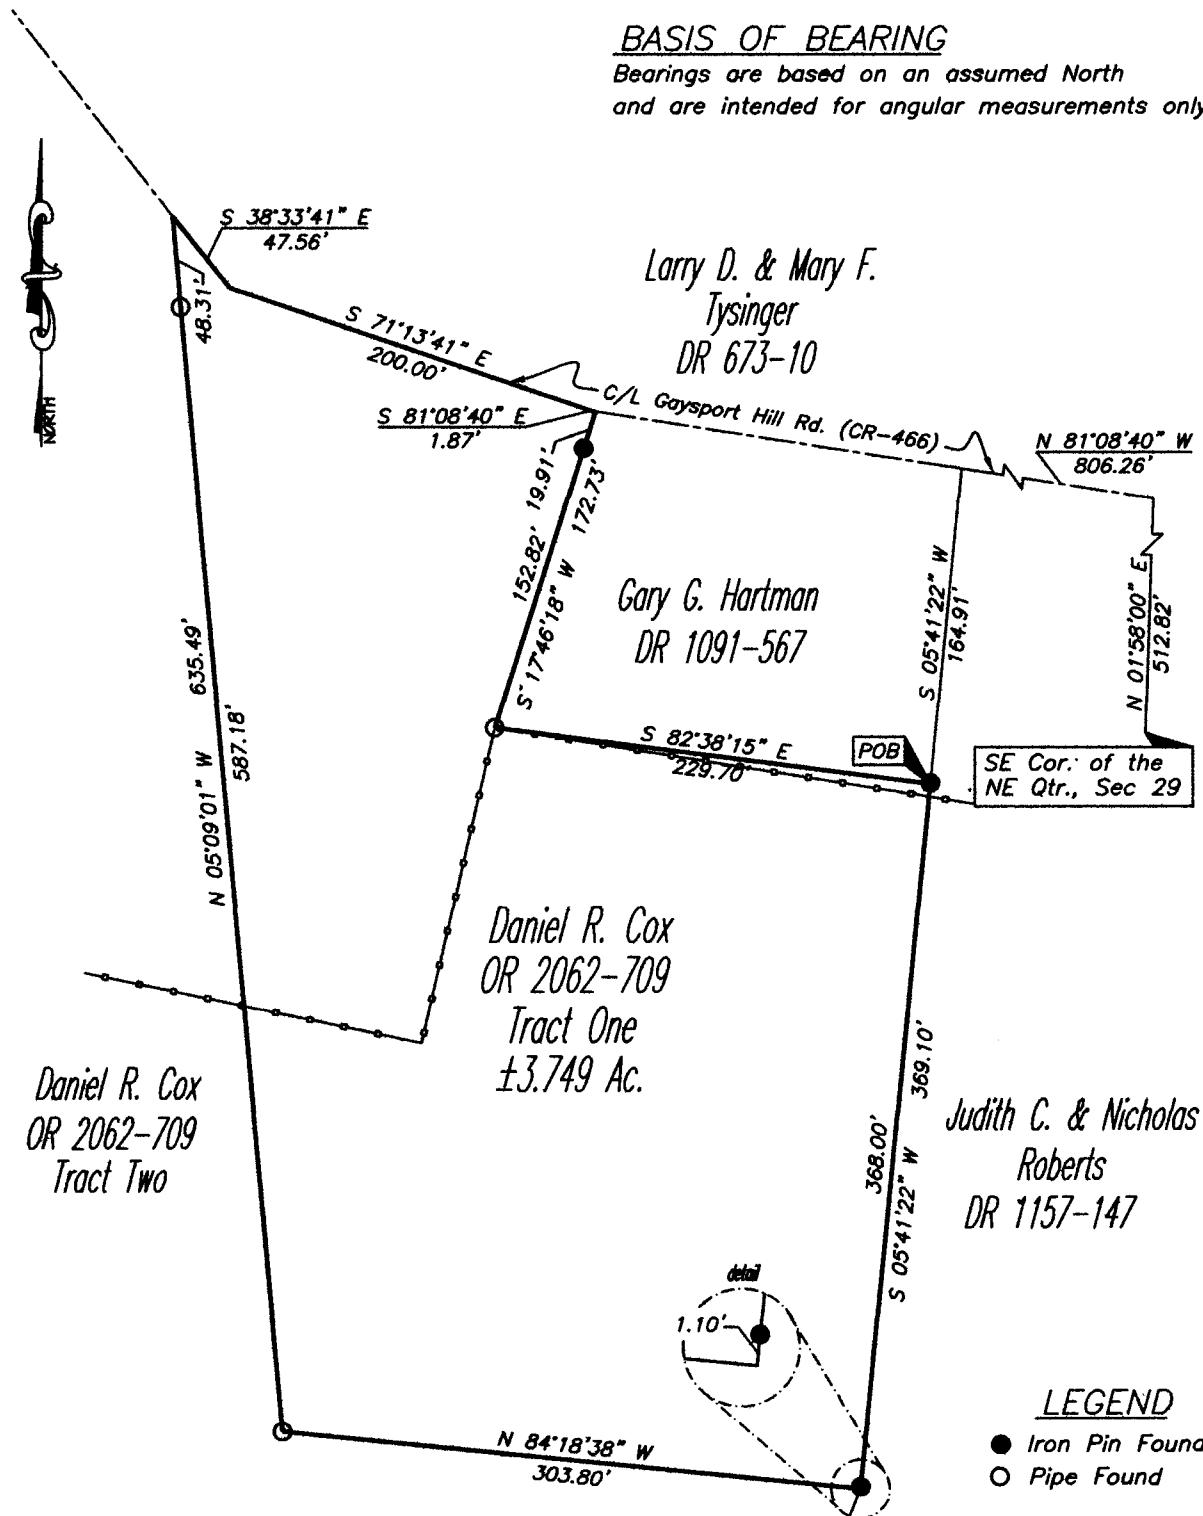 BASIS OF BEARING
Bearings are based on an assumed North
and are intended for angular measurements only
NORTH
S 38°33'41" E
47.56'
48.31'
Larry D. & Mary F.
Tysinger
DR 673-10
S 71°13'41" E
200.00'
C/L Gaysport Hill Rd. (CR-466)
S 81°08'40" E
1.87'
N 81°08'40" W
806.26'
19.91'
152.82'
172.73'
S 17°46'18" W
Gary G. Hartman
DR 1091-567
S 05°41'22" W
164.91'
N 01°58'00" E
512.82'
S 82°38'15" E
229.70'
POB
SE Cor. of the
NE Qtr., Sec 29
635.49'
N 05°09'01" W
587.18'
Daniel R. Cox
OR 2062-709
Tract One
±3.749 Ac.
Daniel R. Cox
OR 2062-709
Tract Two
369.10'
368.00'
S 05°41'22" W
Judith C. & Nicholas
Roberts
DR 1157-147
detail
1.10'
N 84°18'38" W
303.80'
LEGEND
Iron Pin Found
Pipe Found